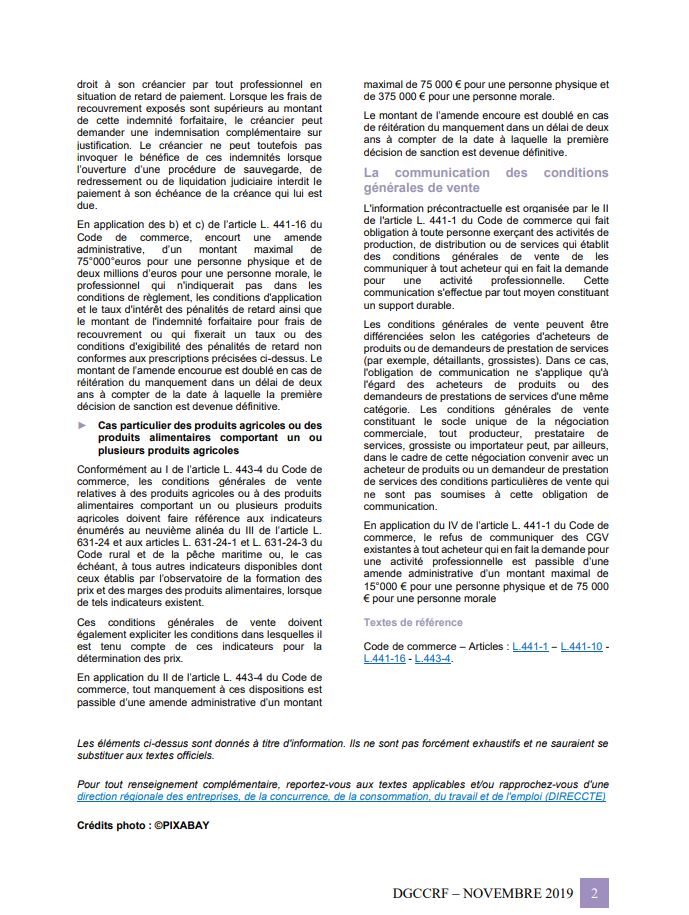 droit à son créancier par tout professionnel en
situation de retard de paiement. Lorsque les frais de
recouvrement exposés sont supérieurs au montant
de cette indemnité forfaitaire, le créancier peut
demander une indemnisation complémentaire sur
justification. Le créancier ne peut toutefois pas
invoquer le bénéfice de ces indemnités lorsque
l'ouverture d'une procédure de sauvegarde, de
redressement ou de liquidation judiciaire interdit le
paiement à son échéance de la créance qui lui est
due.
En application des b) et c) de l'article L. 441-16 du
Code de commerce, encourt une amende
administrative, d'un montant maximal de
75°000°euros pour une personne physique et de
deux millions d'euros pour une personne morale, le
professionnel qui n'indiquerait pas dans les
conditions de règlement, les conditions d'application
et le taux d'intérêt des pénalités de retard ainsi que
le montant de l'indemnité forfaitaire pour frais de
recouvrement ou qui fixerait un taux ou des
conditions d'exigibilité des pénalités de retard non
conformes aux prescriptions précisées ci-dessus. Le
montant de l'amende encourue est doublé en cas de
réitération du manquement dans un délai de deux
ans à compter de la date à laquelle la première
décision de sanction est devenue définitive.
► Cas particulier des produits agricoles ou des
produits alimentaires comportant un ou
plusieurs produits agricoles
Conformément au I de l'article L. 443-4 du Code de
commerce, les conditions générales de vente
relatives à des produits agricoles ou à des produits
alimentaires comportant un ou plusieurs produits
agricoles doivent faire référence aux indicateurs
énumérés au neuvième alinéa du III de l'article L.
631-24 et aux articles L. 631-24-1 et L. 631-24-3 du
Code rural et de la pêche maritime ou, le cas
échéant, à tous autres indicateurs disponibles dont
ceux établis par l'observatoire de la formation des
prix et des marges des produits alimentaires, lorsque
de tels indicateurs existent.
Ces conditions générales de vente doivent
également expliciter les conditions dans lesquelles il
est tenu compte de ces indicateurs pour la
détermination des prix.
En application du II de l'article L. 443-4 du Code de
commerce, tout manquement à ces dispositions est
passible d'une amende administrative d'un montant
maximal de 75 000 € pour une personne physique et
de 375 000 € pour une personne morale.
Le montant de l'amende encoure est doublé en cas
de réitération du manquement dans un délai de deux
ans à compter de la date à laquelle la première
décision de sanction est devenue définitive.
La communication des conditions
générales de vente
L'information précontractuelle est organisée par le II
de l'article L. 441-1 du Code de commerce qui fait
obligation à toute personne exerçant des activités de
production, de distribution ou de services qui établit
des conditions générales de vente de les
communiquer à tout acheteur qui en fait la demande
pour une activité professionnelle. Cette
communication s'effectue par tout moyen constituant
un support durable.
Les conditions générales de vente peuvent être
différenciées selon les catégories d'acheteurs de
produits ou de demandeurs de prestation de services
(par exemple, détaillants, grossistes). Dans ce cas,
l'obligation de communication ne s'applique qu'à
l'égard des acheteurs de produits ou des
demandeurs de prestations de services d'une même
catégorie. Les conditions générales de vente
constituant le socle unique de la négociation
commerciale, tout producteur, prestataire de
services, grossiste ou importateur peut, par ailleurs,
dans le cadre de cette négociation convenir avec un
acheteur de produits ou un demandeur de prestation
de services des conditions particulières de vente qui
ne sont pas soumises à cette obligation de
communication.
En application du IV de l'article L. 441-1 du Code de
commerce, le refus de communiquer des CGV
existantes à tout acheteur qui en fait la demande pour
une activité professionnelle est passible d'une
amende administrative d'un montant maximal de
15°000 € pour une personne physique et de 75 000
€ pour une personne morale
Textes de référence
Code de commerce – Articles : L.441-1 – L.441-10 -
L.441-16 - L.443-4.
Les éléments ci-dessus sont donnés à titre d'information. Ils ne sont pas forcément exhaustifs et ne sauraient se
substituer aux textes officiels.
Pour tout renseignement complémentaire, reportez-vous aux textes applicables et/ou rapprochez-vous d'une
direction régionale des entreprises, de la concurrence, de la consommation, du travail et de l'emploi (DIRECCTE)
Crédits photo : ©PIXABAY
DGCCRF – NOVEMBRE 2019 2